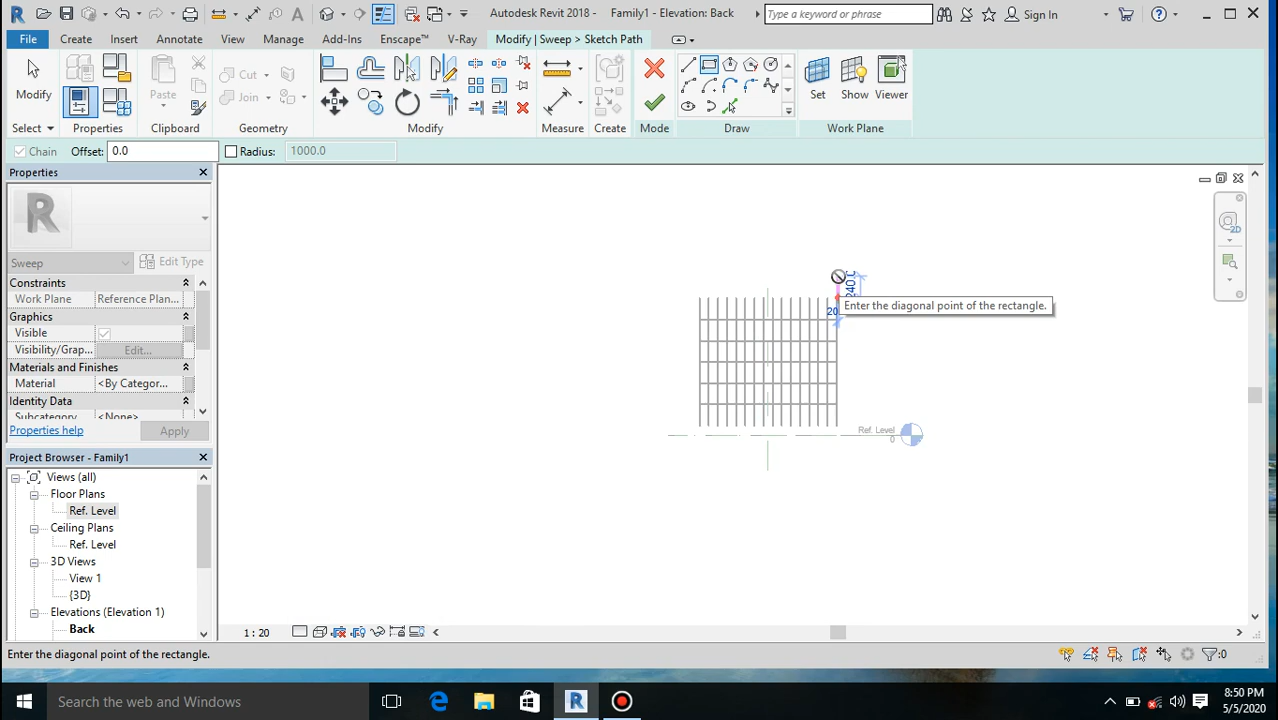 Autodesk Revit 2018 - Family1 - Elevation: Back
Type a keyword or phrase
Sign In
File Create Insert Annotate View Manage Add-Ins Enscape™ V-Ray Modify | Sweep > Sketch Path
Modify Paste Cut Join Set Show Viewer
Select Properties Clipboard Geometry Modify Measure Create Mode Draw Work Plane
Chain Offset: 0.0 Radius: 1000.0
Properties
Sweep Edit Type
Constraints
Work Plane Reference Plan...
Graphics
Visible
Visibility/Grap... Edit...
Materials and Finishes
Material <By Categor...
Identity Data
Subcategory <None>
Properties help Apply
Project Browser - Family1
Views (all)
Floor Plans
Ref. Level
Ceiling Plans
Ref. Level
3D Views
View 1
{3D}
Elevations (Elevation 1)
Back
20
Enter the diagonal point of the rectangle.
Ref. Level
0
1 : 20
Enter the diagonal point of the rectangle.
:0
Search the web and Windows
8:50 PM
5/5/2020